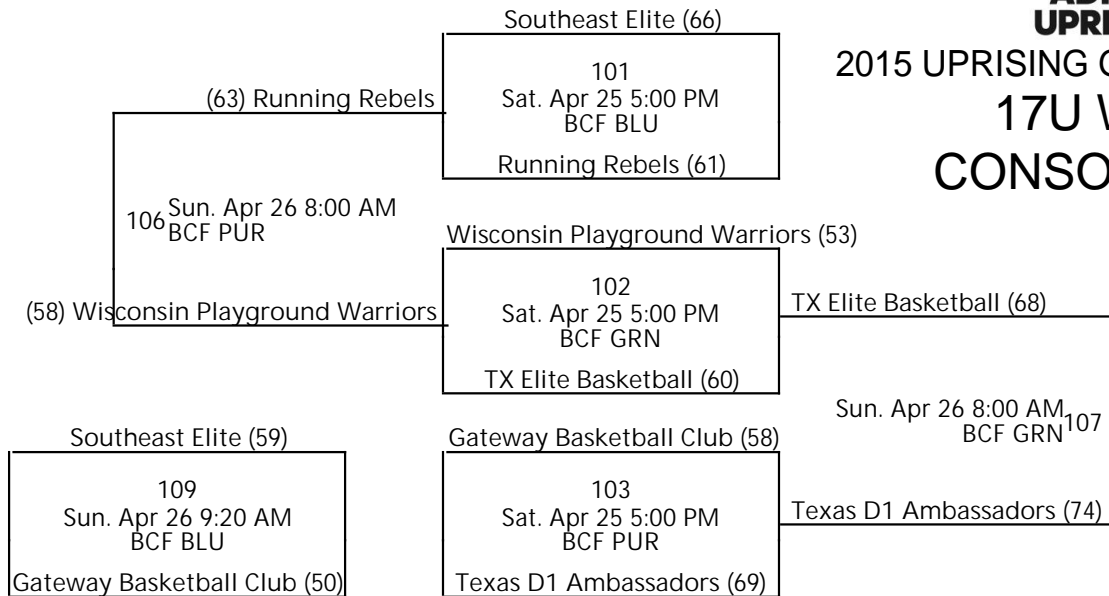 UPRI
2015 UPRISING
17U
CONSO
Southeast Elite (66)
101
Sat. Apr 25 5:00 PM
BCF BLU
Running Rebels (61)
(63) Running Rebels
106 Sun. Apr 26 8:00 AM
BCF PUR
(58) Wisconsin Playground Warriors
Wisconsin Playground Warriors (53)
102
Sat. Apr 25 5:00 PM
BCF GRN
TX Elite Basketball (60)
TX Elite Basketball (68)
Sun. Apr 26 8:00 AM 107
BCF GRN
Texas D1 Ambassadors (74)
Southeast Elite (59)
109
Sun. Apr 26 9:20 AM
BCF BLU
Gateway Basketball Club (50)
Gateway Basketball Club (58)
103
Sat. Apr 25 5:00 PM
BCF PUR
Texas D1 Ambassadors (69)